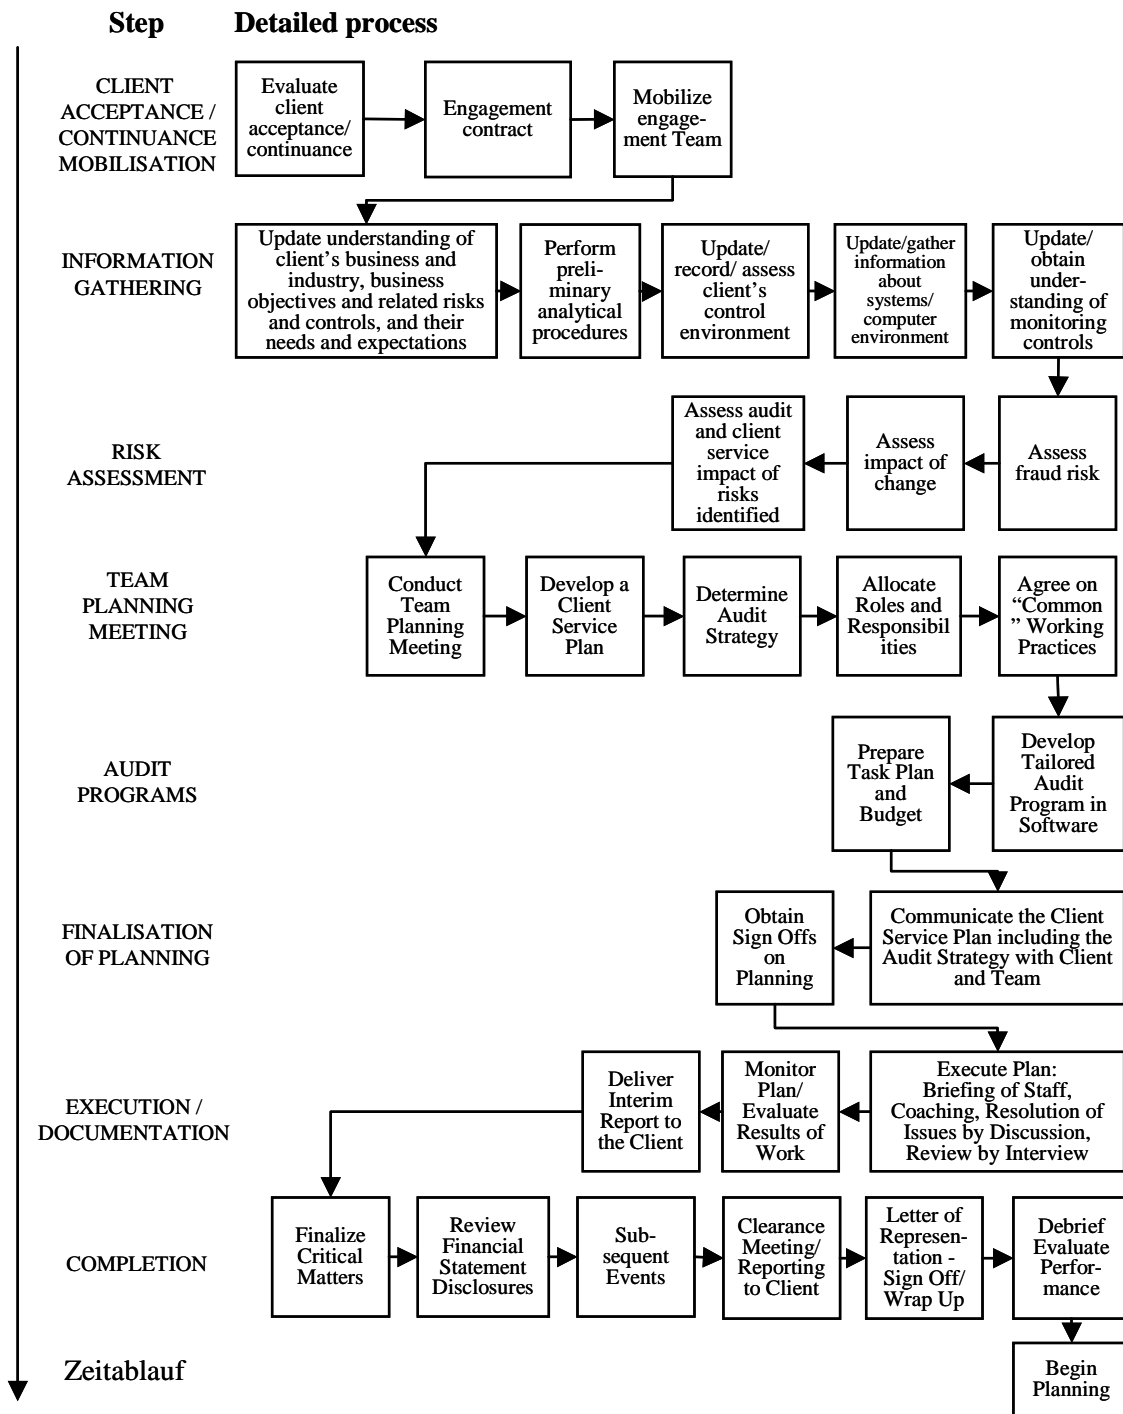 Step
Detailed process
CLIENT
ACCEPTANCE /
CONTINUANCE
MOBILISATION
Evaluate
client
acceptance/
continuance
Engagement
contract
Mobilize
engage-
ment Team
INFORMATION
GATHERING
Update understanding of
client's business and
industry, business
objectives and related risks
and controls, and their
needs and expectations
Perform
preli-
minary
analytical
procedures
Update/
record/ assess
client's
control
environment
Update/gather
information
about
systems/
computer
environment
Update/
obtain
under-
standing of
monitoring
controls
RISK
ASSESSMENT
Assess audit
and client
service
impact of
risks
identified
Assess
impact of
change
Assess
fraud risk
TEAM
PLANNING
MEETING
Conduct
Team
Planning
Meeting
Develop a
Client
Service
Plan
Determine
Audit
Strategy
Allocate
Roles and
Responsibil
ities
Agree on
“Common
” Working
Practices
AUDIT
PROGRAMS
Prepare
Task Plan
and
Budget
Develop
Tailored
Audit
Program in
Software
FINALISATION
OF PLANNING
Obtain
Sign Offs
on
Planning
Communicate the Client
Service Plan including the
Audit Strategy with Client
and Team
EXECUTION /
DOCUMENTATION
Deliver
Interim
Report to
the Client
Monitor
Plan/
Evaluate
Results of
Work
Execute Plan:
Briefing of Staff,
Coaching, Resolution of
Issues by Discussion,
Review by Interview
COMPLETION
Finalize
Critical
Matters
Review
Financial
Statement
Disclosures
Sub-
sequent
Events
Clearance
Meeting/
Reporting
to Client
Letter of
Represen-
tation -
Sign Off/
Wrap Up
Debrief
Evaluate
Perfor-
mance
Zeitablauf
Begin
Planning